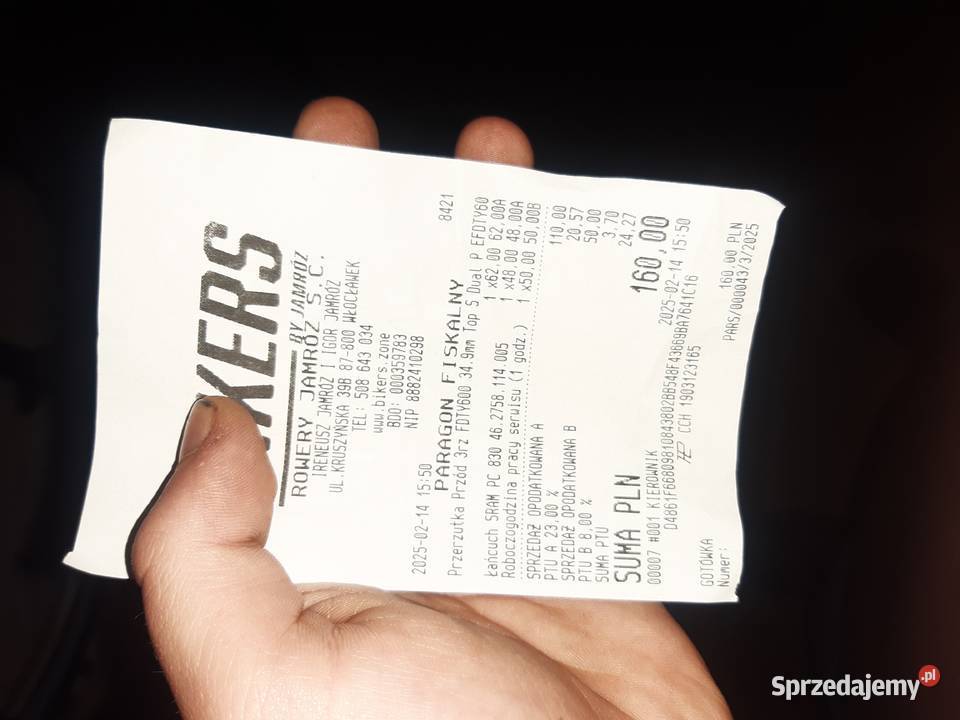 KERS
BY JAMRÓZ
ROWERY JAMRÓZ S.C.
IRENEUSZ JAMRÓZ I IGOR JAMRÓZ
UL.KRUSZYŃSKA 39B 87-800 WŁOCŁAWEK
TEL: 508 643 034
www.bikers.zone
BDO: 000359783
NIP 8882410298
2025-02-14 15:50 8421
PARAGON FISKALNY
Przerzutka Przód 3rz FDTY600 34.9mm Top S Dual P EFDTY60
1 x62.00 62,00A
Łańcuch SRAM PC 830 46.2758.114.005 1 x48.00 48,00A
Roboczogodzina pracy serwisu (1 godz.) 1 x50.00 50,00B
SPRZEDAŻ OPODATKOWANA A 110,00
PTU A 23,00 % 20,57
SPRZEDAŻ OPODATKOWANA B 50,00
PTU B 8,00 % 3,70
SUMA PTU 24,27
SUMA PLN 160,00
00007 #001 KIEROWNIK 2025-02-14 15:50
D4861F66809810843802BB548F43669BA7641C16
CCH 1903123165
GOTÓWKA 160,00 PLN
Numer: PARS/000043/3/2025
Sprzedajemy.pl